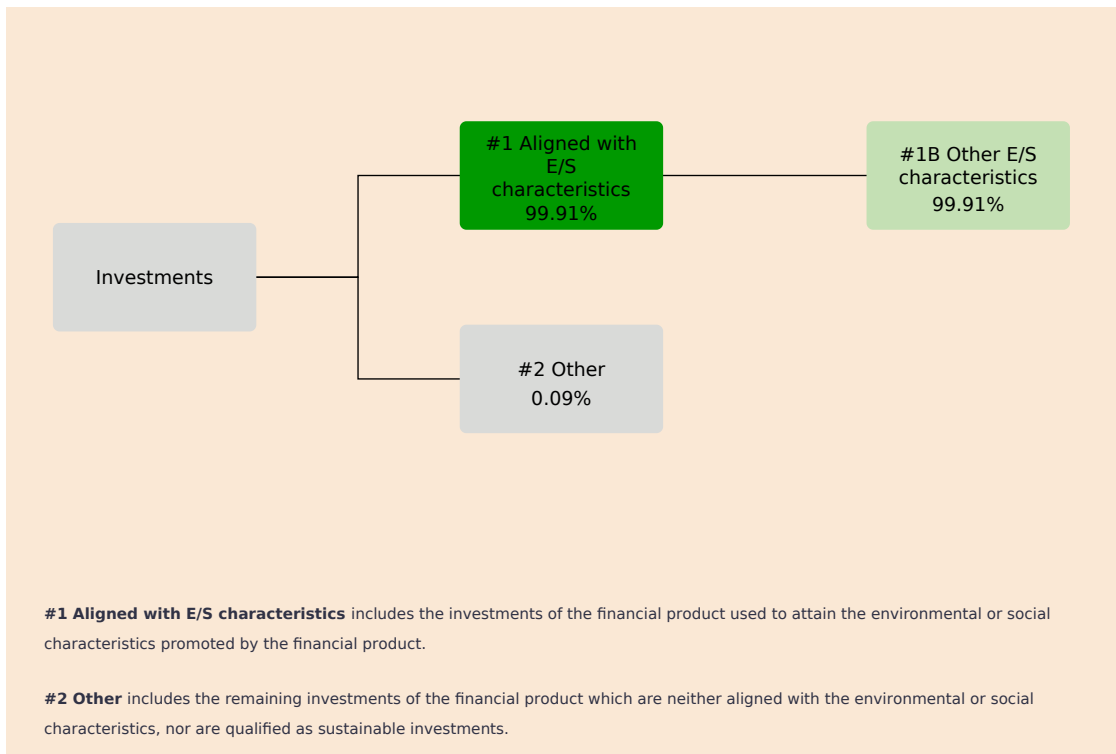 #1 Aligned with
E/S
characteristics
99.91%
#1B Other E/S
characteristics
99.91%
Investments
#2 Other
0.09%
#1 Aligned with E/S characteristics includes the investments of the financial product used to attain the environmental or social
characteristics promoted by the financial product.
#2 Other includes the remaining investments of the financial product which are neither aligned with the environmental or social
characteristics, nor are qualified as sustainable investments.